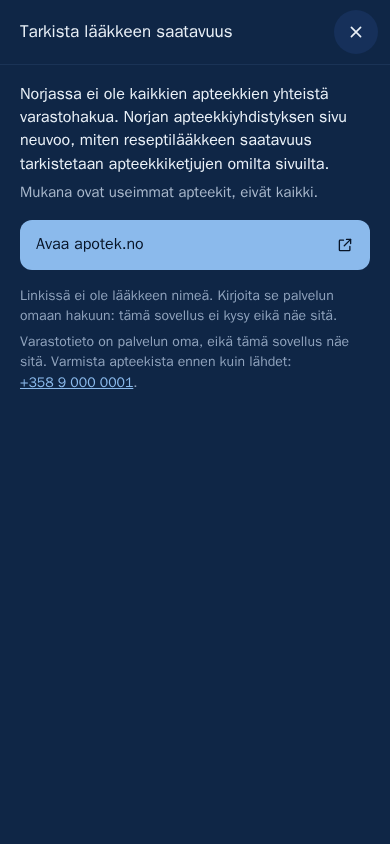 Tarkista lääkkeen saatavuus
Norjassa ei ole kaikkien apteekkien yhteistä
varastohakua. Norjan apteekkiyhdistyksen sivu
neuvoo, miten reseptilääkkeen saatavuus
tarkistetaan apteekkiketjujen omilta sivuilta.
Mukana ovat useimmat apteekit, eivät kaikki.
Avaa apotek.no
Linkissä ei ole lääkkeen nimeä. Kirjoita se palvelun
omaan hakuun: tämä sovellus ei kysy eikä näe sitä.
Varastotieto on palvelun oma, eikä tämä sovellus näe
sitä. Varmista apteekista ennen kuin lähdet:
+358 9 000 0001.